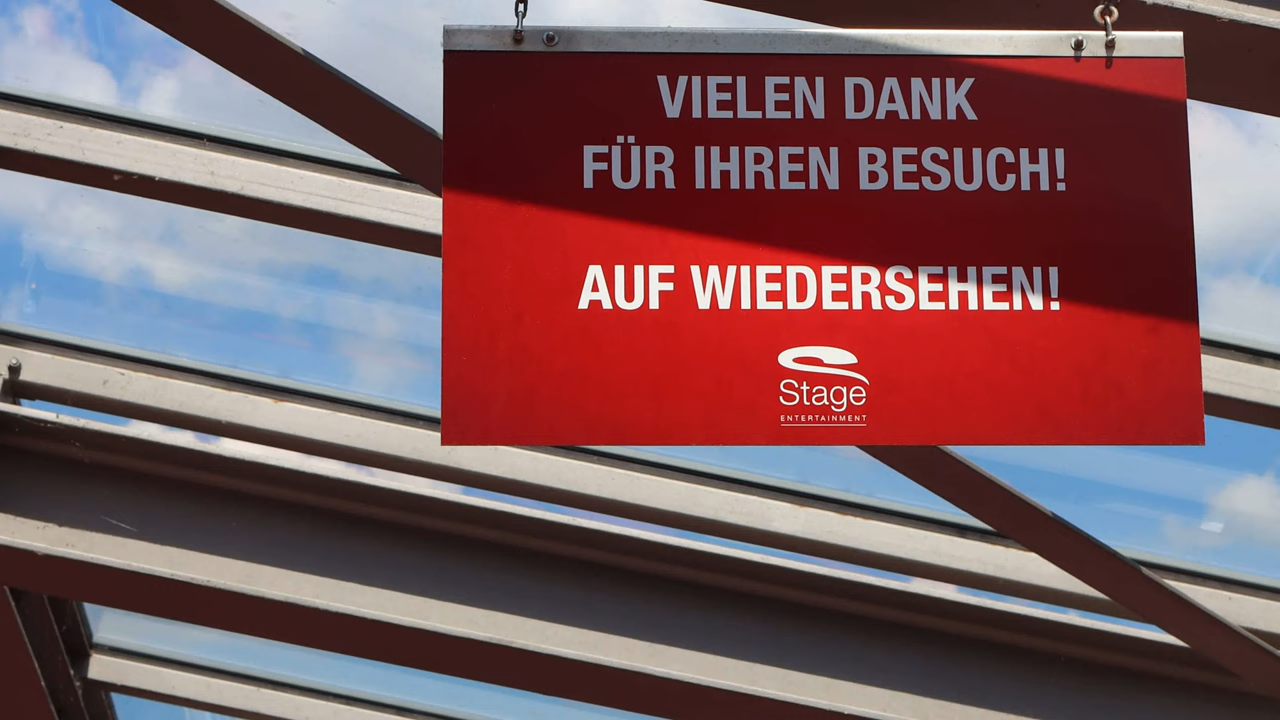 VIELEN DANK
FÜR IHREN BESUCH!
AUF WIEDERSEHEN!
Stage
ENTERTAINMENT